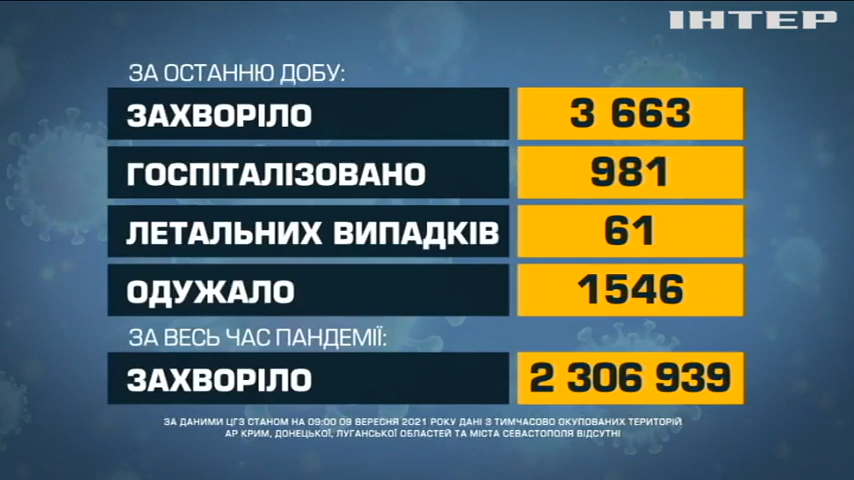 ІНТЕР
ЗА ОСТАННЮ ДОБУ:
ЗАХВОРІЛО 3 663
ГОСПІТАЛІЗОВАНО 981
ЛЕТАЛЬНИХ ВИПАДКІВ 61
ОДУЖАЛО 1546
ЗА ВЕСЬ ЧАС ПАНДЕМІЇ:
ЗАХВОРІЛО 2 306 939
ЗА ДАНИМИ ЦГЗ СТАНОМ НА 09:00 09 ВЕРЕСНЯ 2021 РОКУ ДАНІ З ТИМЧАСОВО ОКУПОВАНИХ ТЕРИТОРІЙ
АР КРИМ, ДОНЕЦЬКОЇ, ЛУГАНСЬКОЇ ОБЛАСТЕЙ ТА МІСТА СЕВАСТОПОЛЯ ВІДСУТНІ